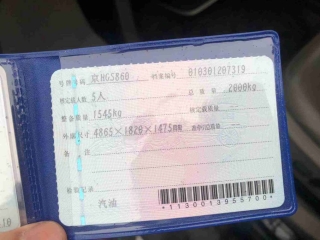 号牌号码 京HGS860 档案编号 010301207319
核定载人数 5人 总质量 2000kg
整备质量 1545kg 核定载质量 --
外廓尺寸 4865×1820×1475mm 准牵引总质量 --
备注
检验记录
汽油
*1130013955700*